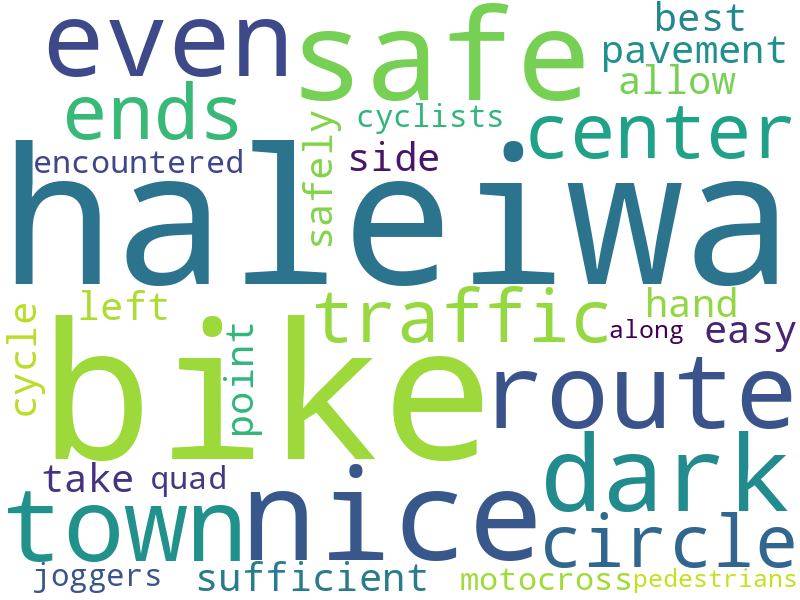 best
even safe
pavement
allow
ends cyclists center
safely
encountered side
haleiwa
left traffic hand
cycle
along easy
point
bike route
take quad dark
town nice circle
joggers sufficient motocross pedestrians